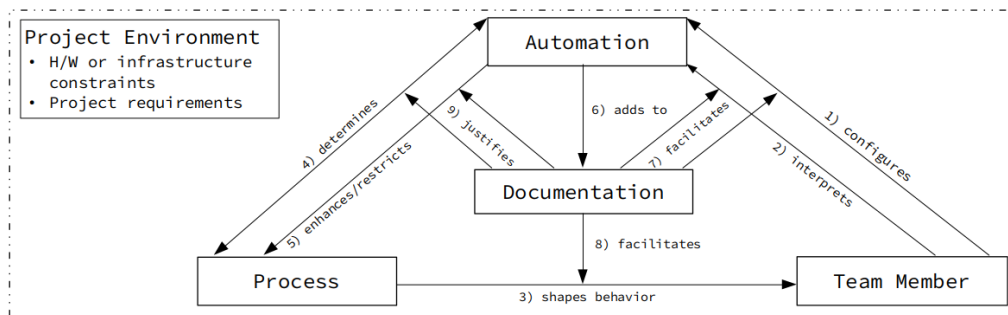 Project Environment
• H/W or infrastructure
constraints
• Project requirements
Automation
4) determines
9) justifies
6) adds to
7) facilitates
1) configures
2) interprets
5) enhances/restricts
Documentation
8) facilitates
Process
3) shapes behavior
Team Member